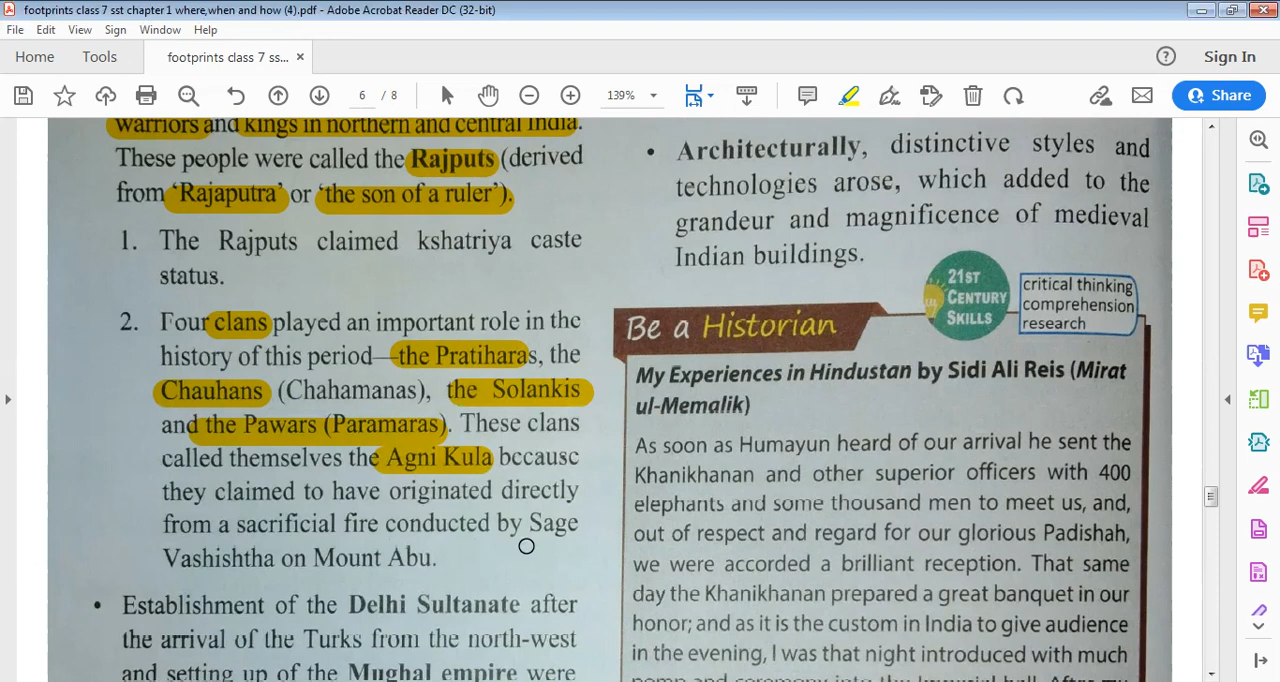 footprints class 7 sst chapter 1 where,when and how (4).pdf - Adobe Acrobat Reader DC (32-bit)
File Edit View Sign Window Help
Home Tools footprints class 7 ss... × Sign In
6 / 8 139% Share
warriors and kings in northern and central India.
These people were called the Rajputs (derived
from 'Rajaputra' or 'the son of a ruler').
1. The Rajputs claimed kshatriya caste
status.
2. Four clans played an important role in the
history of this period—the Pratiharas, the
Chauhans (Chahamanas), the Solankis
and the Pawars (Paramaras). These clans
called themselves the Agni Kula because
they claimed to have originated directly
from a sacrificial fire conducted by Sage
Vashishtha on Mount Abu.
• Establishment of the Delhi Sultanate after
the arrival of the Turks from the north-west
and setting up of the Mughal empire were
• Architecturally, distinctive styles and
technologies arose, which added to the
grandeur and magnificence of medieval
Indian buildings.
21ST
CENTURY
SKILLS
critical thinking
comprehension
research
Be a Historian
My Experiences in Hindustan by Sidi Ali Reis (Mirat
ul-Memalik)
As soon as Humayun heard of our arrival he sent the
Khanikhanan and other superior officers with 400
elephants and some thousand men to meet us, and,
out of respect and regard for our glorious Padishah,
we were accorded a brilliant reception. That same
day the Khanikhanan prepared a great banquet in our
honor; and as it is the custom in India to give audience
in the evening, I was that night introduced with much